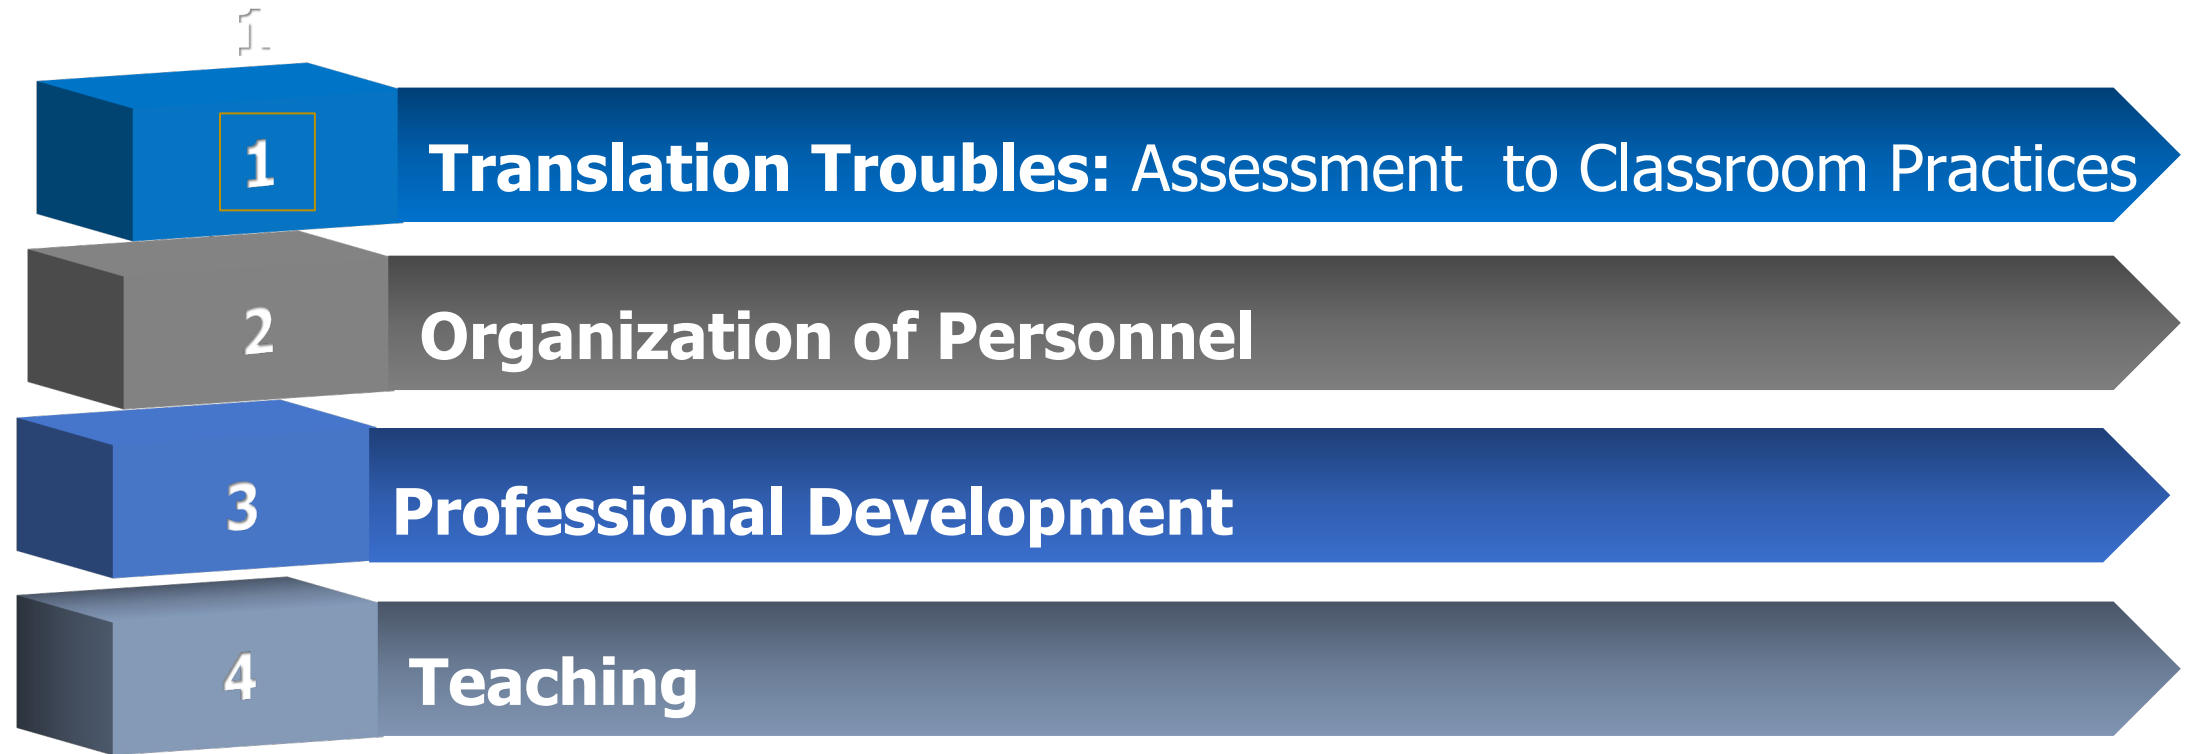 1
1 Translation Troubles: Assessment  to Classroom Practices
2 Organization of Personnel
3 Professional Development
4 Teaching